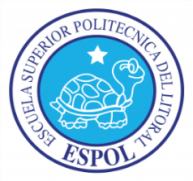 ESCUELA SUPERIOR POLITECNICA DEL LITORAL
ESPOL